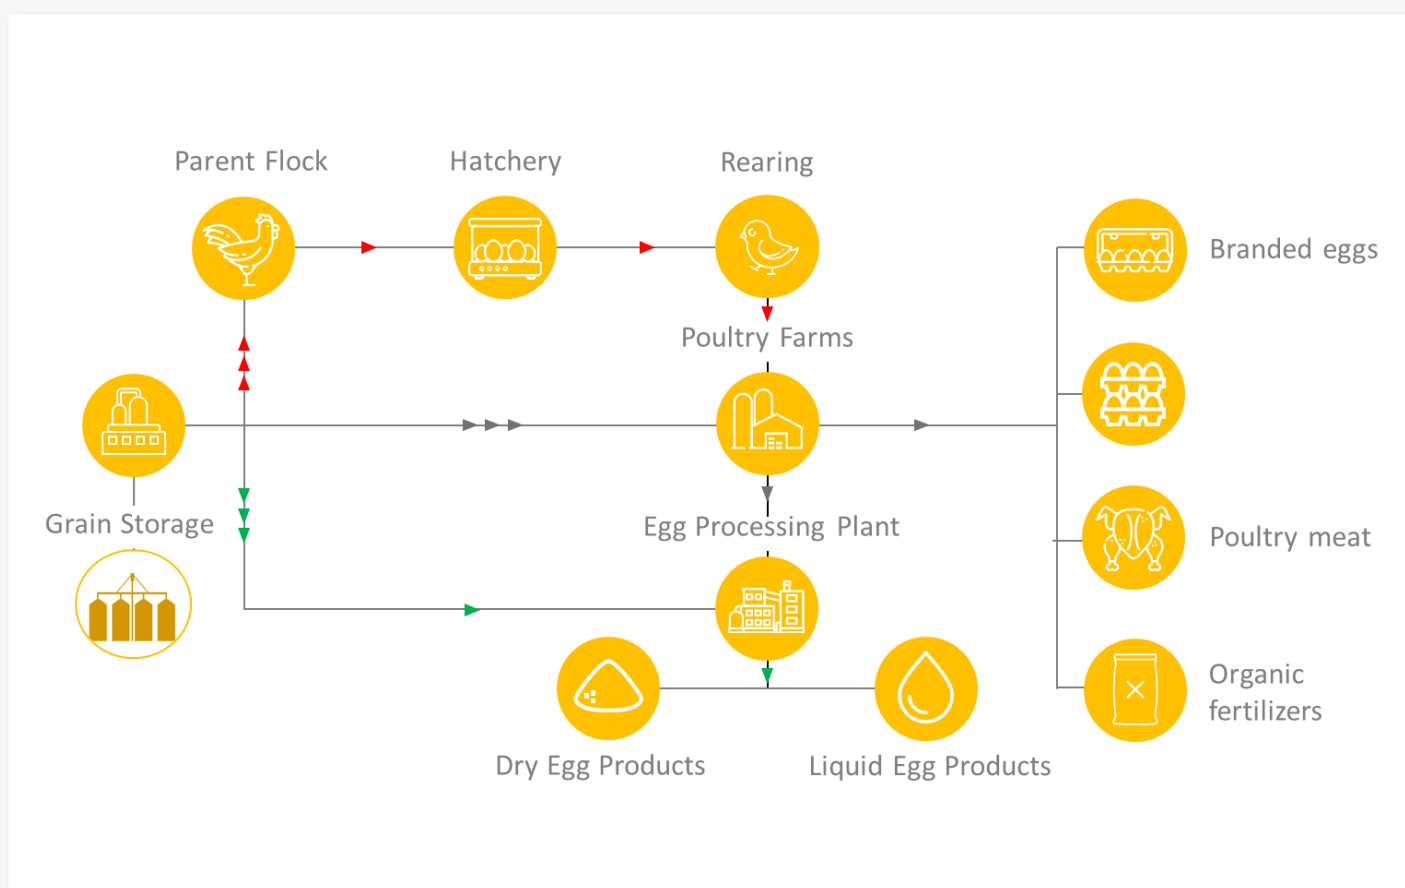 Parent Flock
Hatchery
Rearing
Branded eggs
Poultry Farms
Grain Storage
Egg Processing Plant
Poultry meat
Organic
fertilizers
Dry Egg Products
Liquid Egg Products